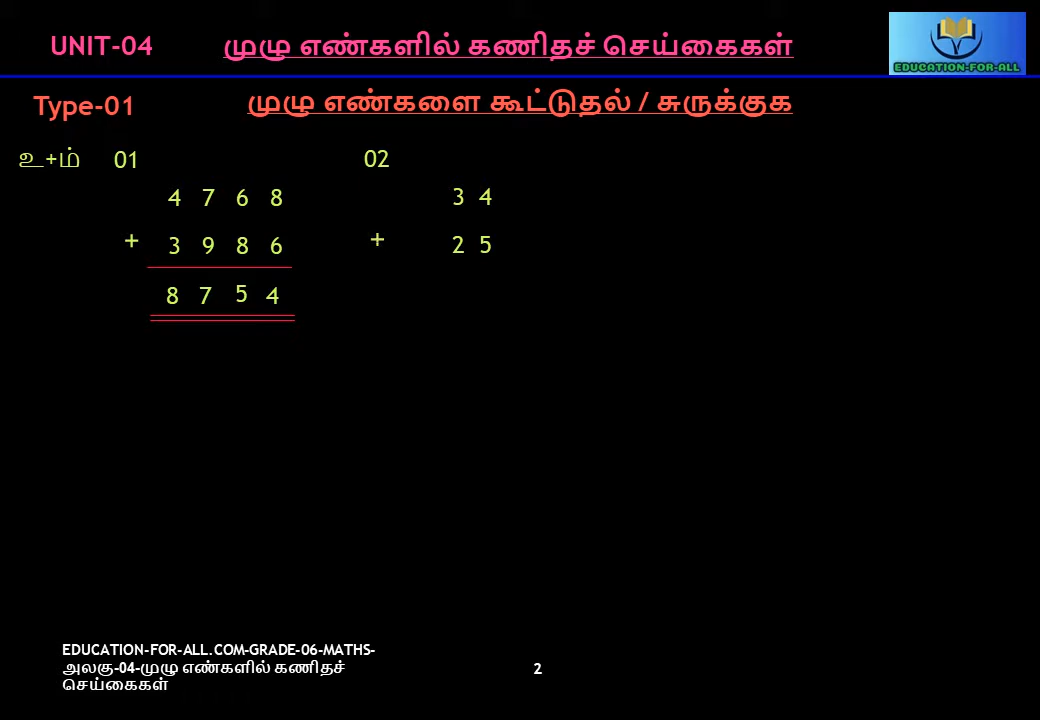 UNIT-04 முழு எண்களில் கணிதச் செய்கைகள்
EDUCATION-FOR-ALL
Type-01 முழு எண்களை கூட்டுதல் / சுருக்குக
உ+ம் 01 02
4 7 6 8 3 4
+ 3 9 8 6 + 2 5
8 7 5 4
EDUCATION-FOR-ALL.COM-GRADE-06-MATHS-
அலகு-04-முழு எண்களில் கணிதச்
செய்கைகள்
2